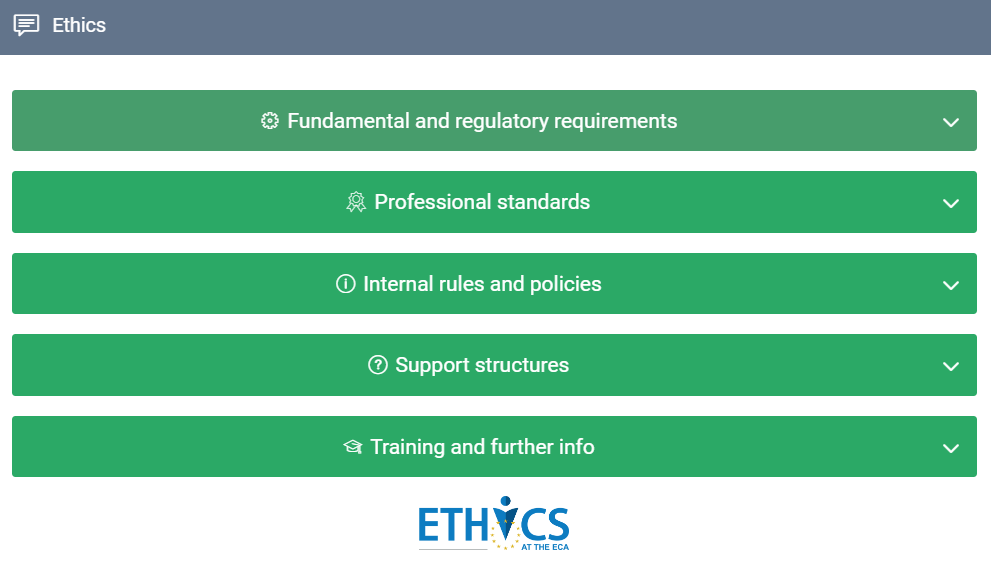 Ethics
Fundamental and regulatory requirements
Professional standards
Internal rules and policies
Support structures
Training and further info
ETHICS
AT THE ECA